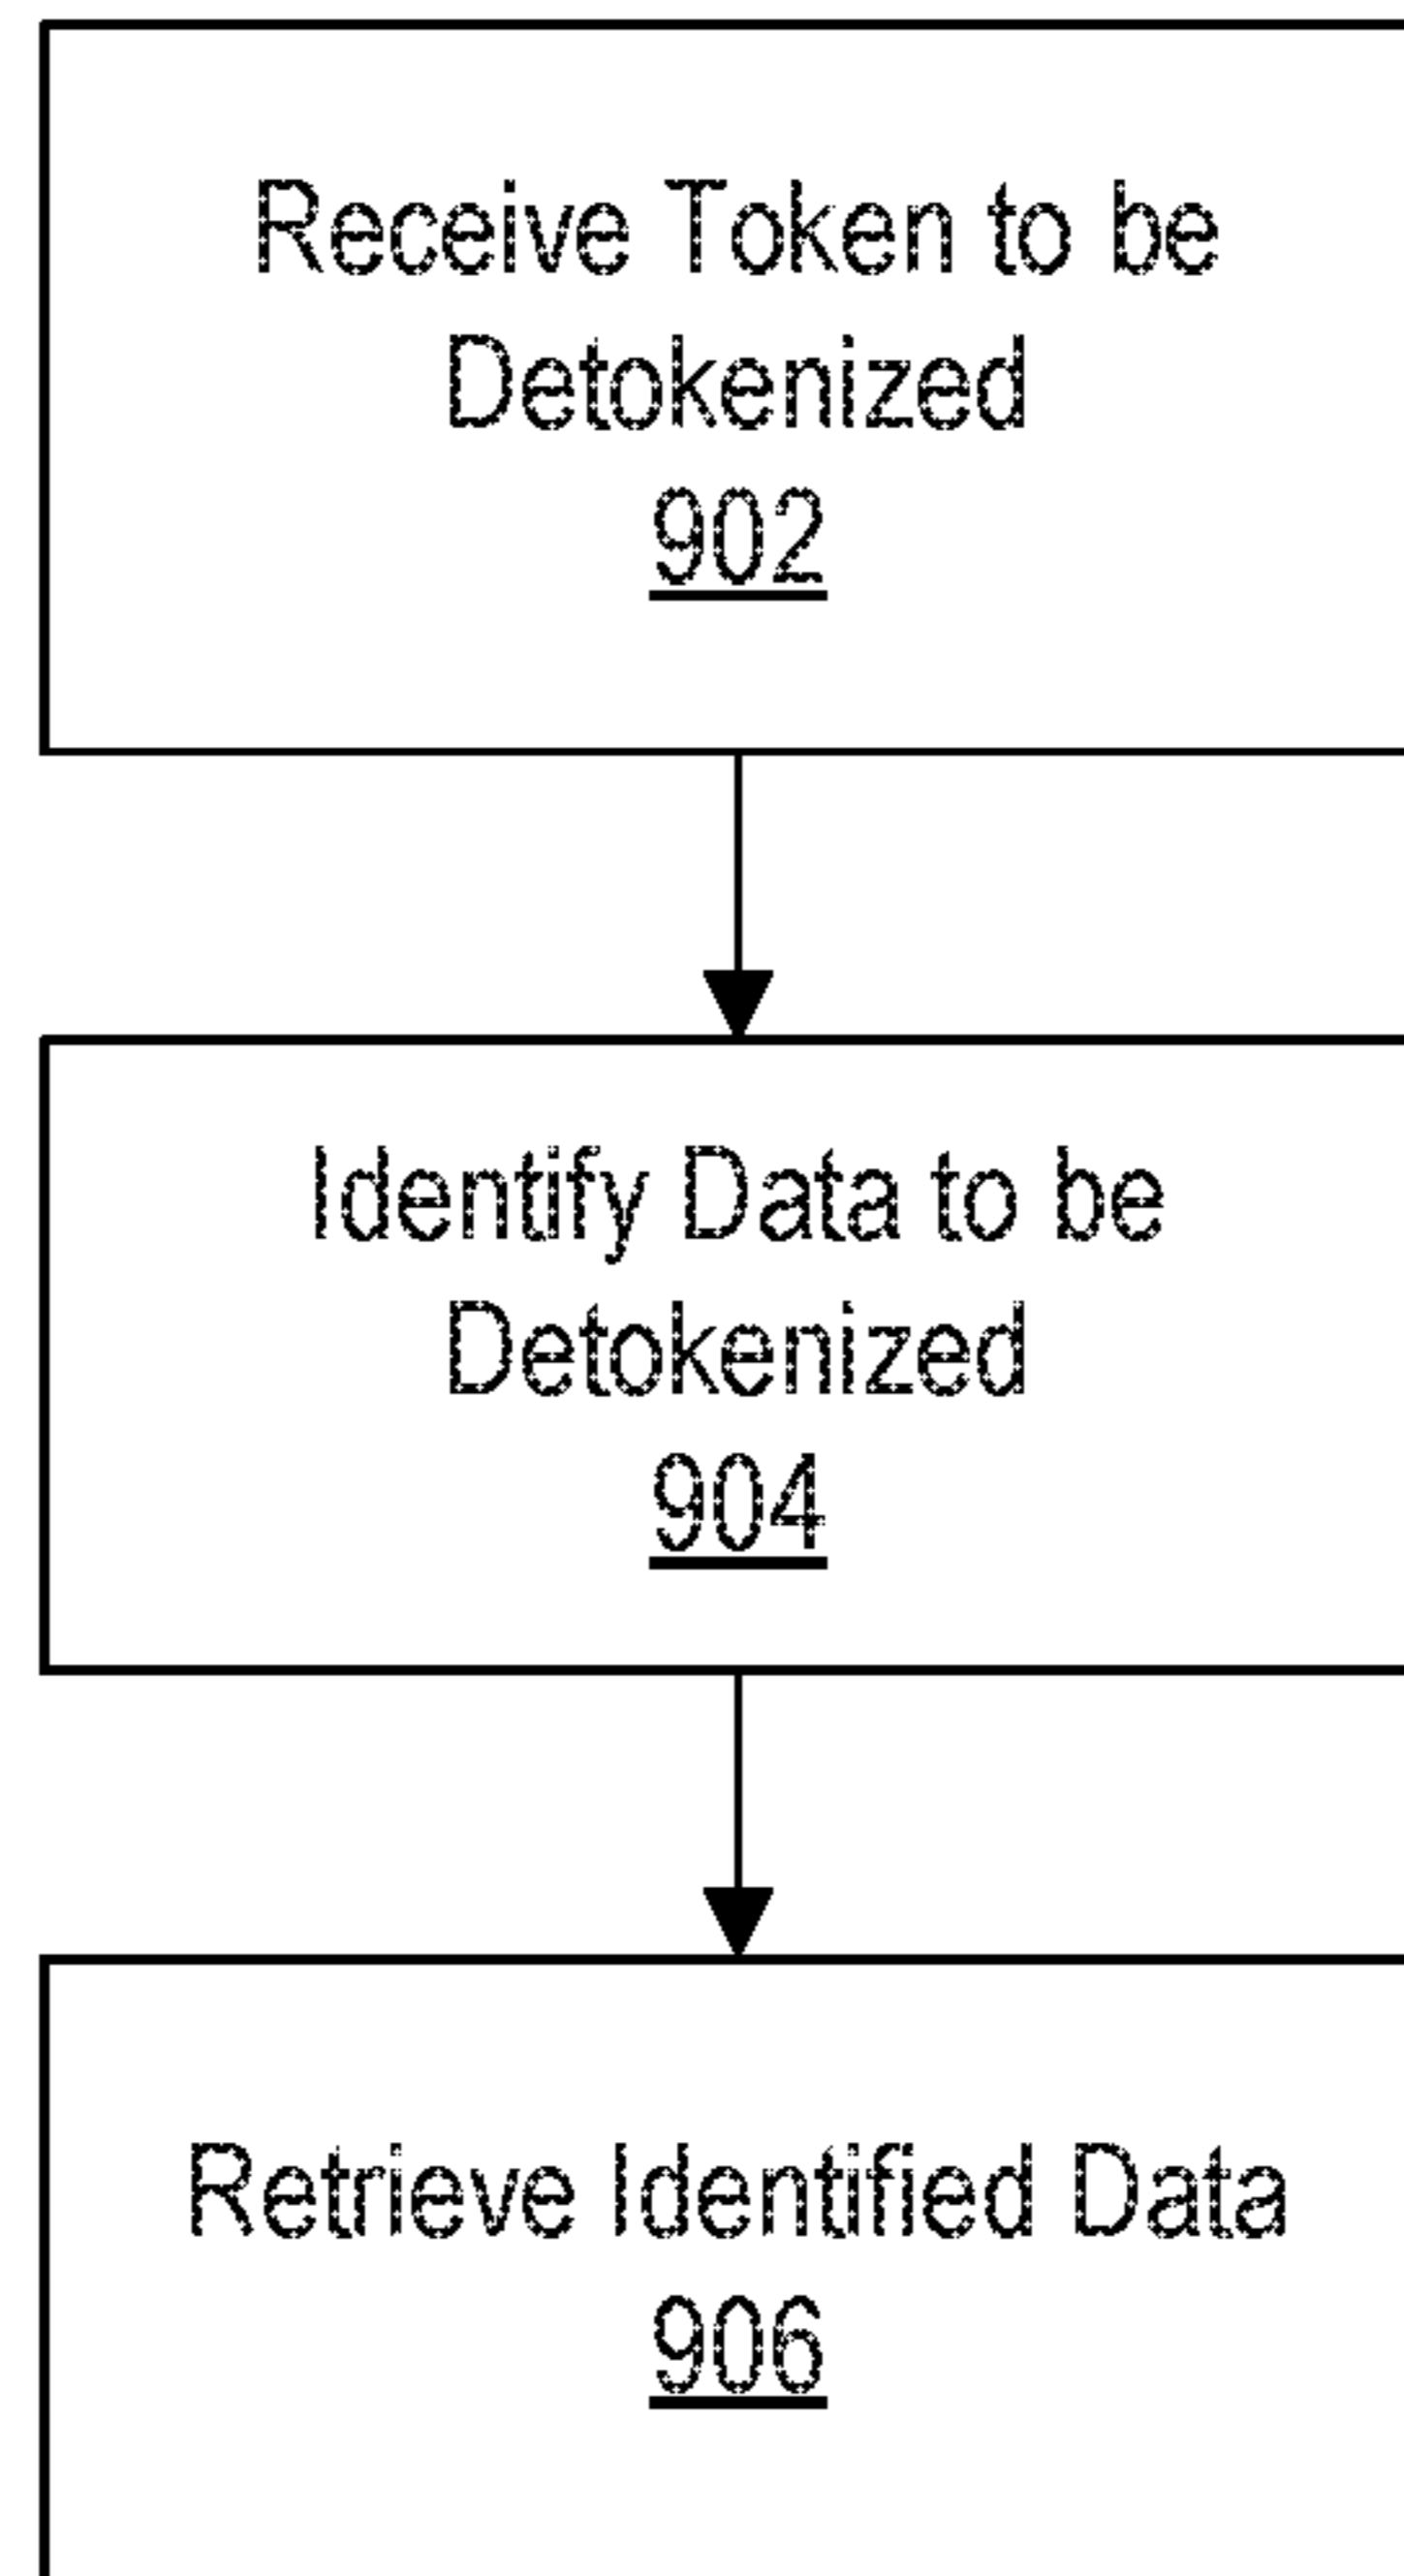 Receive Token to be
Detokenized
902
Identify Data to be
Detokenized
904
Retrieve Identified Data
906